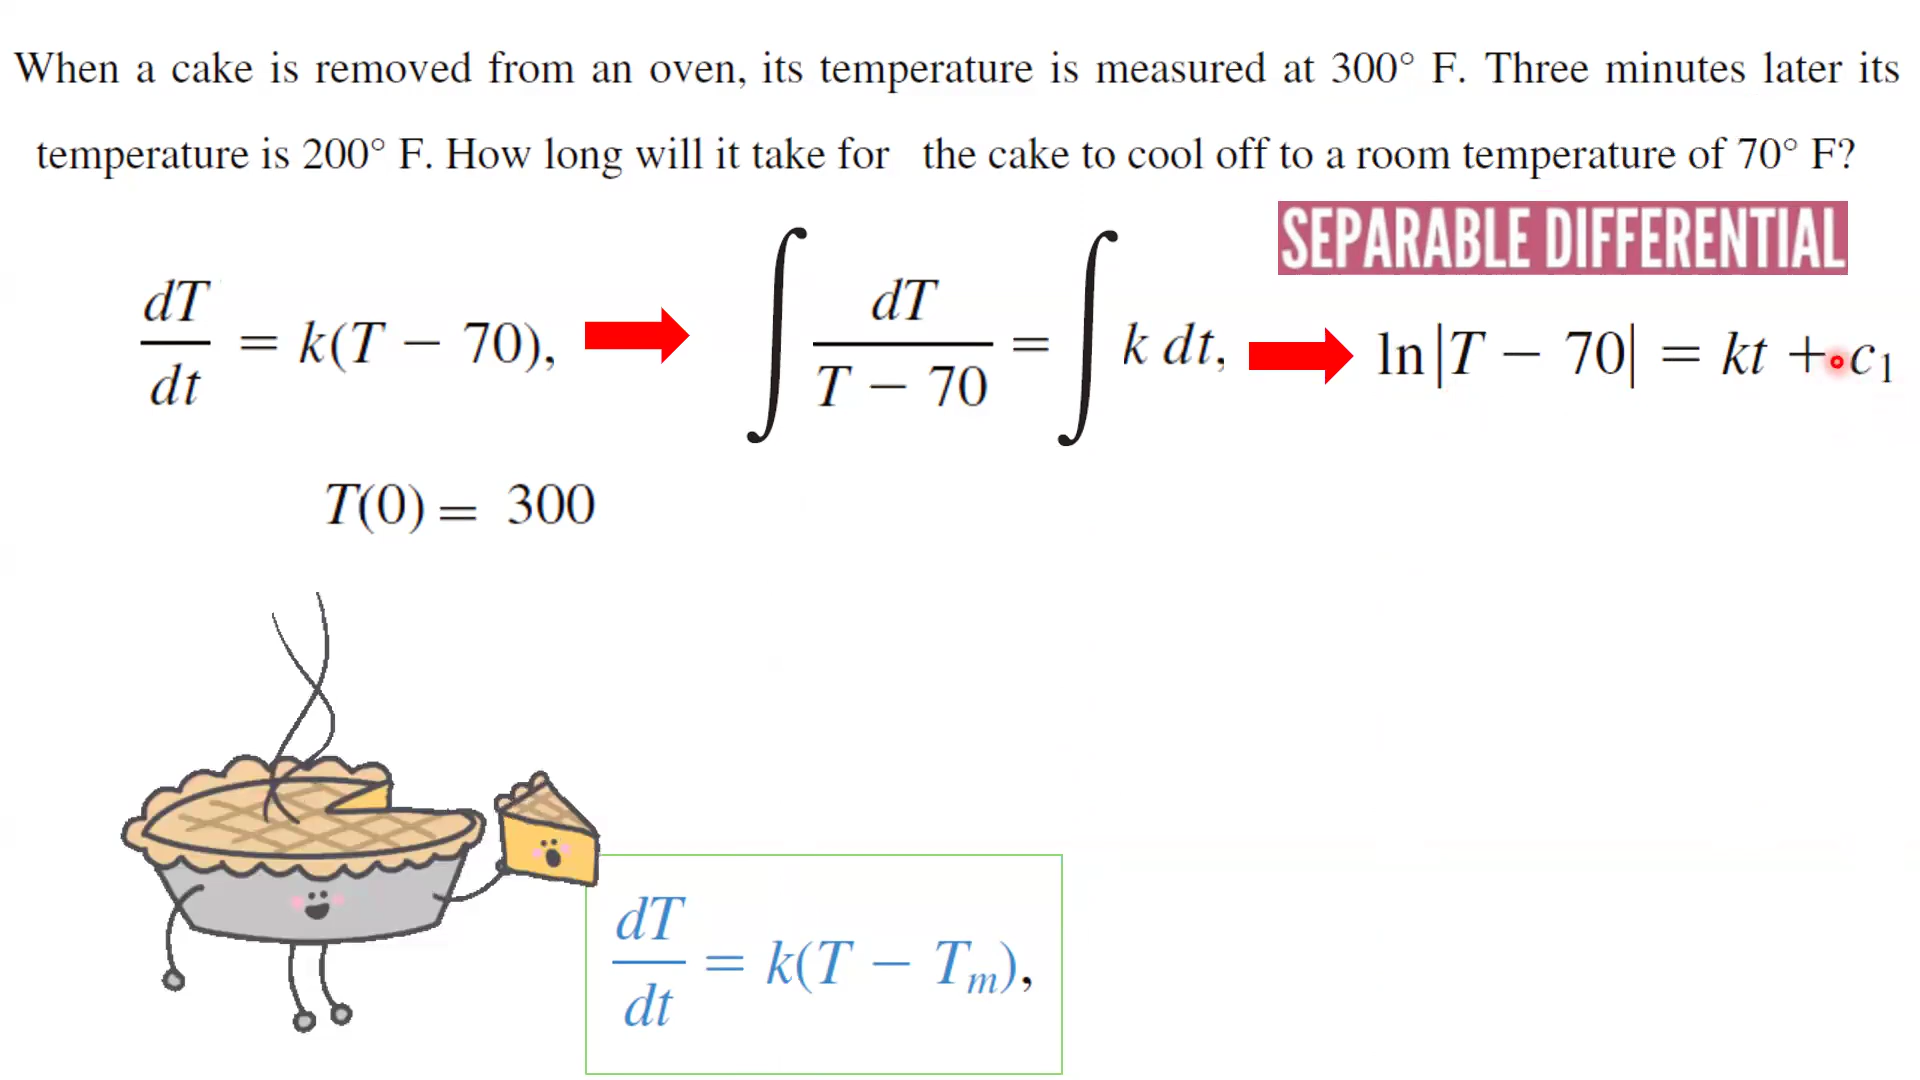 When a cake is removed from an oven, its temperature is measured at 300° F. Three minutes later its
temperature is 200° F. How long will it take for the cake to cool off to a room temperature of 70° F?
SEPARABLE DIFFERENTIAL
dT/dt = k(T − 70), ∫ dT/(T − 70) = ∫ k dt, ln|T − 70| = kt + c₁
T(0) = 300
dT/dt = k(T − Tₘ),